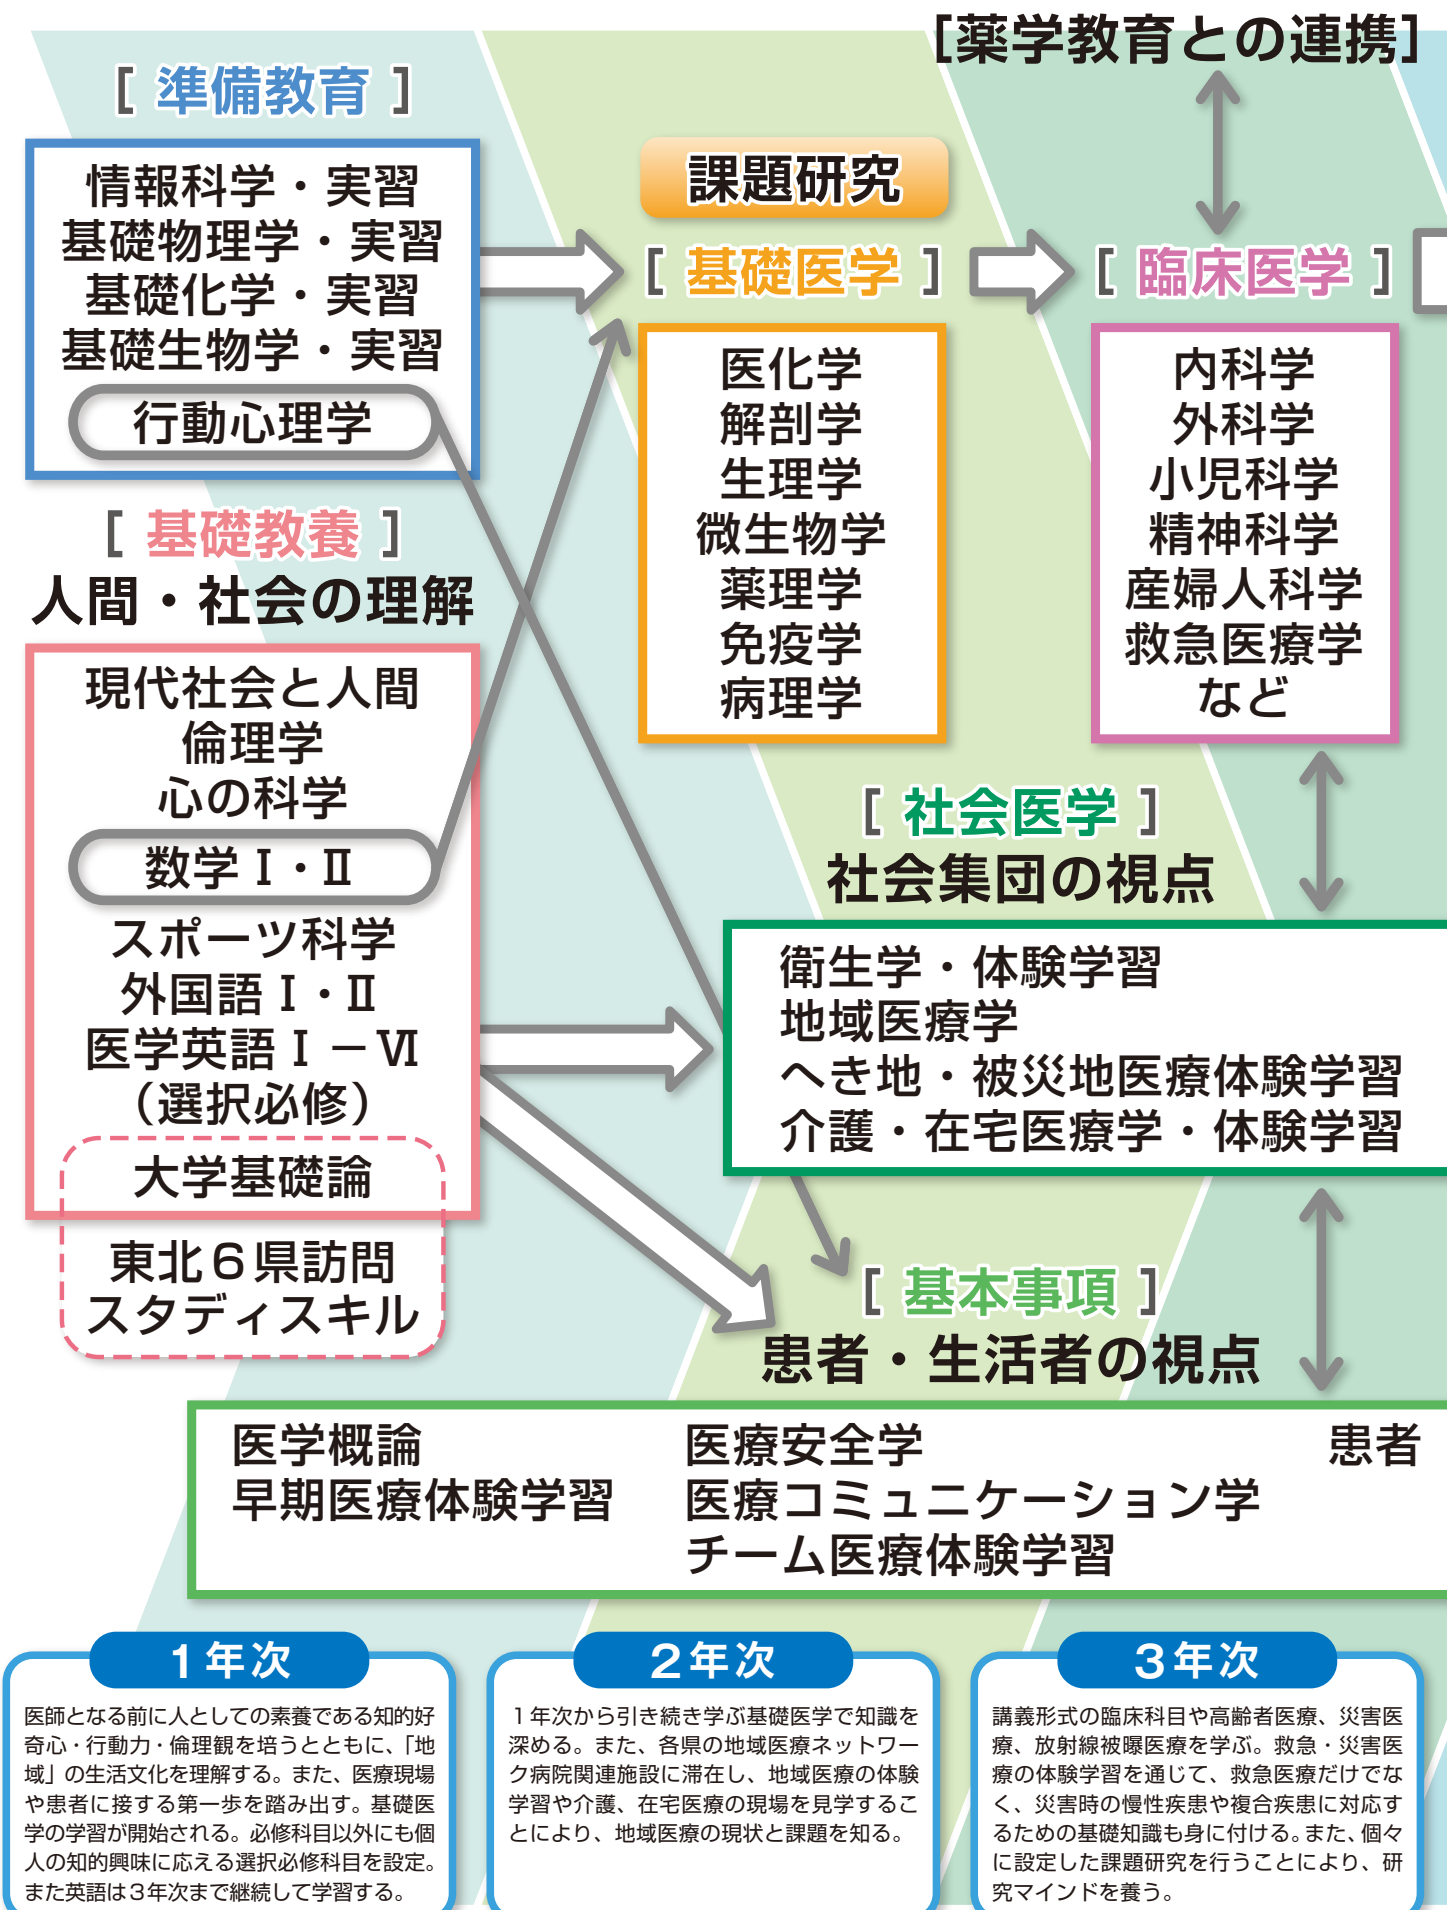 [薬学教育との連携]
[ 準備教育 ]
情報科学・実習
基礎物理学・実習
基礎化学・実習
基礎生物学・実習
行動心理学
[ 基礎教養 ]
人間・社会の理解
現代社会と人間
倫理学
心の科学
数学Ⅰ・Ⅱ
スポーツ科学
外国語Ⅰ・Ⅱ
医学英語Ⅰ－Ⅵ
（選択必修）
大学基礎論
東北６県訪問
スタディスキル
課題研究
[ 基礎医学 ]
医化学
解剖学
生理学
微生物学
薬理学
免疫学
病理学
[ 臨床医学 ]
内科学
外科学
小児科学
精神科学
産婦人科学
救急医療学
など
[ 社会医学 ]
社会集団の視点
衛生学・体験学習
地域医療学
へき地・被災地医療体験学習
介護・在宅医療学・体験学習
[ 基本事項 ]
患者・生活者の視点
医学概論
早期医療体験学習
医療安全学
医療コミュニケーション学
チーム医療体験学習
患者
１年次
医師となる前に人としての素養である知的好
奇心・行動力・倫理観を培うとともに、「地
域」の生活文化を理解する。また、医療現場
や患者に接する第一歩を踏み出す。基礎医
学の学習が開始される。必修科目以外にも個
人の知的興味に応える選択必修科目を設定。
また英語は３年次まで継続して学習する。
２年次
１年次から引き続き学ぶ基礎医学で知識を
深める。また、各県の地域医療ネットワー
ク病院関連施設に滞在し、地域医療の体験
学習や介護、在宅医療の現場を見学するこ
とにより、地域医療の現状と課題を知る。
３年次
講義形式の臨床科目や高齢者医療、災害医
療、放射線被曝医療を学ぶ。救急・災害医
療の体験学習を通じて、救急医療だけでな
く、災害時の慢性疾患や複合疾患に対応す
るための基礎知識も身に付ける。また、個々
に設定した課題研究を行うことにより、研
究マインドを養う。